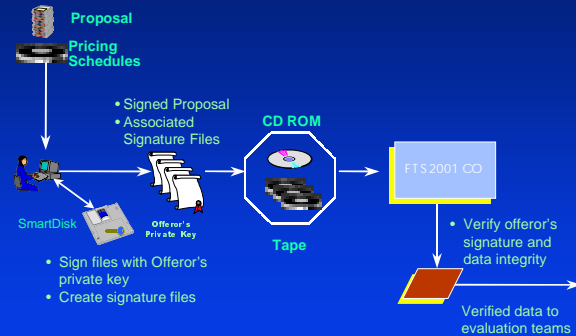 Proposal
Pricing
Schedules
• Signed Proposal
• Associated
Signature Files
CD ROM
FTS2001 CO
SmartDisk
Offeror's
Private Key
Tape
• Verify offeror's
signature and
data integrity
• Sign files with Offeror's
private key
• Create signature files
Verified data to
evaluation teams